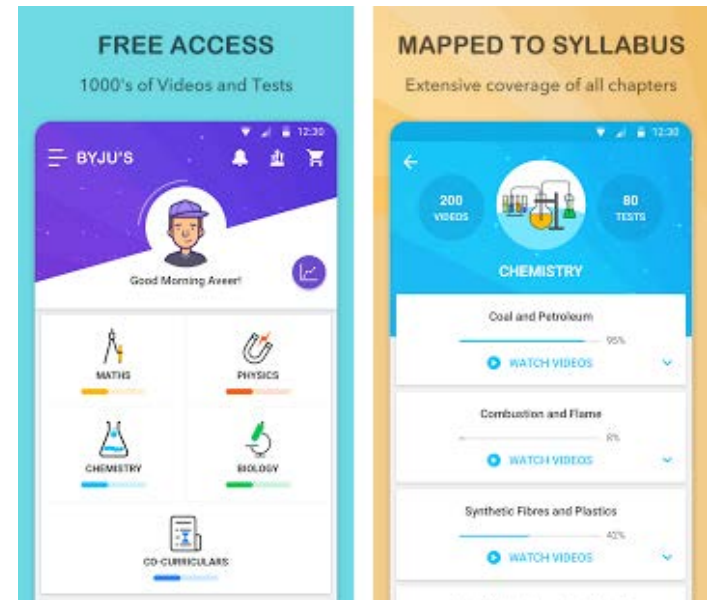 FREE ACCESS
1000's of Videos and Tests
12:30
BYJU'S
Good Morning Aveer!
MATHS
PHYSICS
CHEMISTRY
BIOLOGY
CO-CURRICULARS
MAPPED TO SYLLABUS
Extensive coverage of all chapters
12:30
200
VIDEOS
80
TESTS
CHEMISTRY
Coal and Petroleum
95%
WATCH VIDEOS
Combustion and Flame
8%
WATCH VIDEOS
Synthetic Fibres and Plastics
42%
WATCH VIDEOS